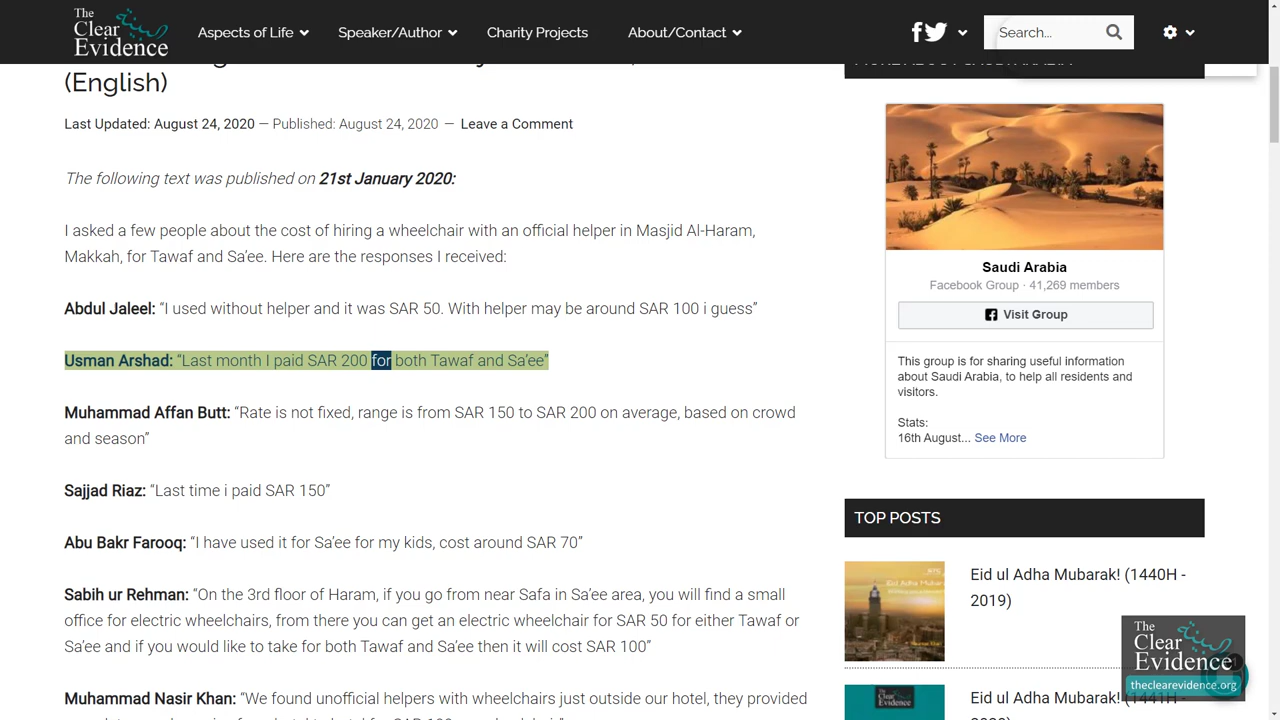 The
Clear
Evidence
Aspects of Life
Speaker/Author
Charity Projects
About/Contact
Search...
(English)
Last Updated: August 24, 2020 — Published: August 24, 2020 — Leave a Comment
The following text was published on 21st January 2020:
I asked a few people about the cost of hiring a wheelchair with an official helper in Masjid Al-Haram,
Makkah, for Tawaf and Sa’ee. Here are the responses I received:
Abdul Jaleel: “I used without helper and it was SAR 50. With helper may be around SAR 100 i guess”
Usman Arshad: “Last month I paid SAR 200 for both Tawaf and Sa’ee”
Muhammad Affan Butt: “Rate is not fixed, range is from SAR 150 to SAR 200 on average, based on crowd
and season”
Sajjad Riaz: “Last time i paid SAR 150”
Abu Bakr Farooq: “I have used it for Sa’ee for my kids, cost around SAR 70”
Sabih ur Rehman: “On the 3rd floor of Haram, if you go from near Safa in Sa’ee area, you will find a small
office for electric wheelchairs, from there you can get an electric wheelchair for SAR 50 for either Tawaf or
Sa’ee and if you would like to take for both Tawaf and Sa’ee then it will cost SAR 100”
Muhammad Nasir Khan: “We found unofficial helpers with wheelchairs just outside our hotel, they provided
Saudi Arabia
Facebook Group · 41,269 members
Visit Group
This group is for sharing useful information
about Saudi Arabia, to help all residents and
visitors.
Stats:
16th August... See More
TOP POSTS
Eid ul Adha Mubarak! (1440H -
2019)
Eid ul Adha Mubarak! (1441H -
The
Clear
Evidence
theclearevidence.org